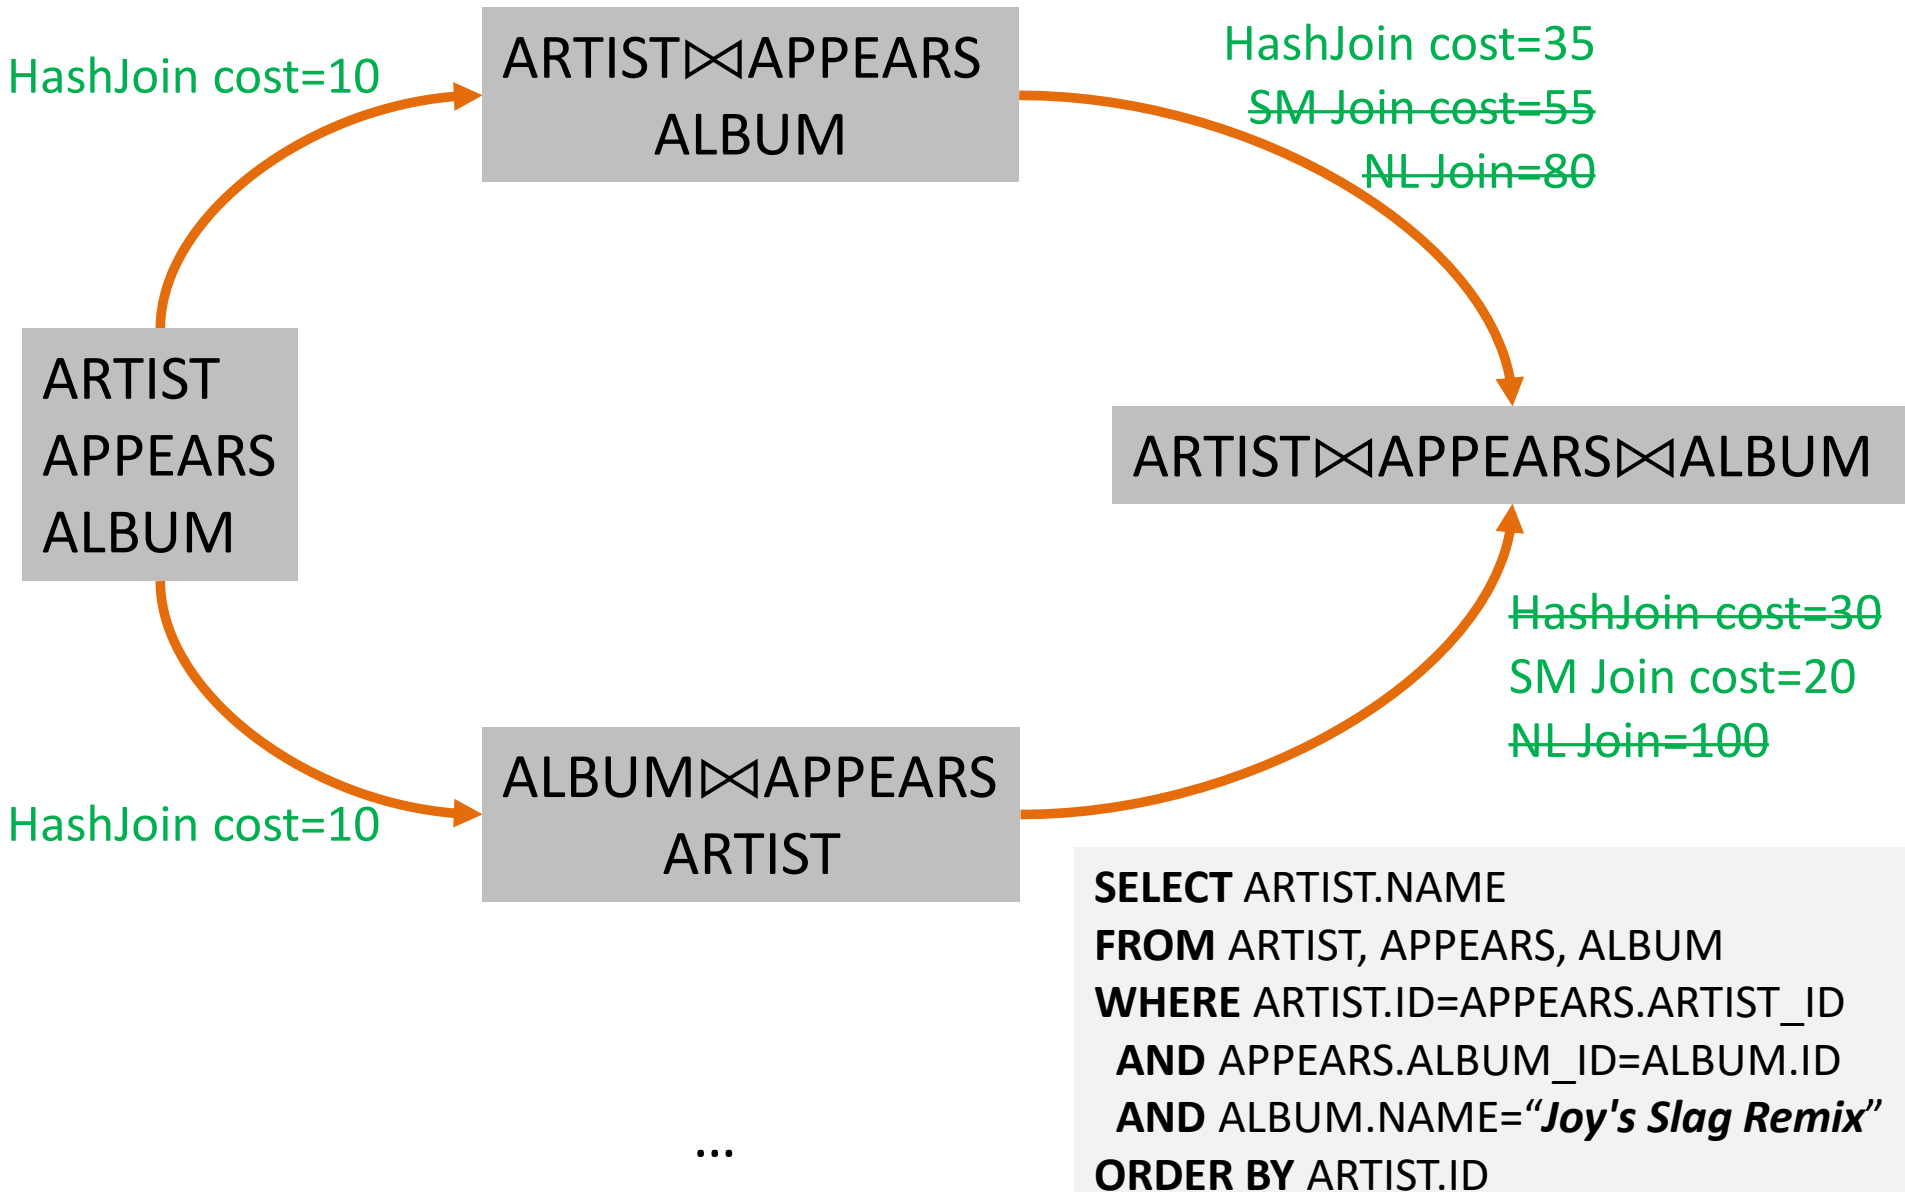 HashJoin cost=10
ARTIST⋈APPEARS
ALBUM
HashJoin cost=35
SM Join cost=55
NL Join=80
ARTIST
APPEARS
ALBUM
ARTIST⋈APPEARS⋈ALBUM
HashJoin cost=30
SM Join cost=20
NL Join=100
HashJoin cost=10
ALBUM⋈APPEARS
ARTIST
SELECT ARTIST.NAME
FROM ARTIST, APPEARS, ALBUM
WHERE ARTIST.ID=APPEARS.ARTIST_ID
AND APPEARS.ALBUM_ID=ALBUM.ID
AND ALBUM.NAME=“Joy's Slag Remix”
ORDER BY ARTIST.ID
...